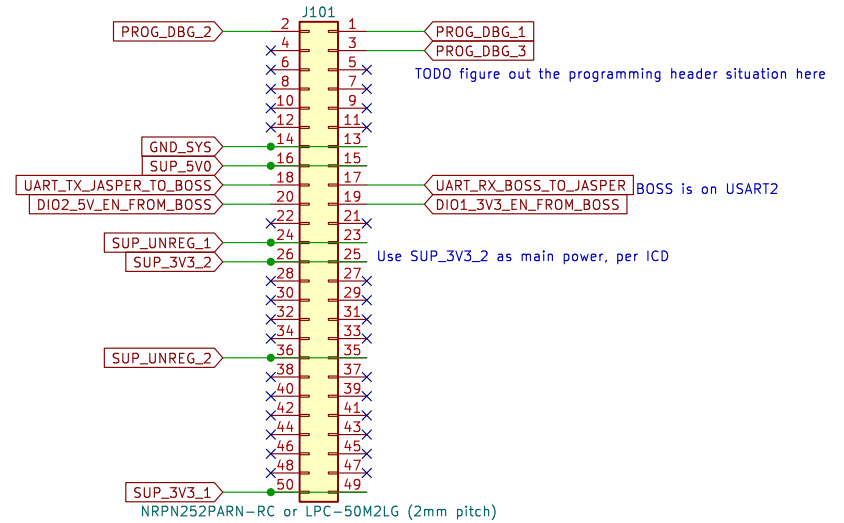 J101
PROG_DBG_2 2 1 PROG_DBG_1
4 3 PROG_DBG_3
6 5 TODO figure out the programming header situation here
8 7
10 9
12 11
GND_SYS 14 13
SUP_5V0 16 15
UART_TX_JASPER_TO_BOSS 18 17 UART_RX_BOSS_TO_JASPER BOSS is on USART2
DIO2_5V_EN_FROM_BOSS 20 19 DIO1_3V3_EN_FROM_BOSS
22 21
SUP_UNREG_1 24 23
SUP_3V3_2 26 25 Use SUP_3V3_2 as main power, per ICD
28 27
30 29
32 31
34 33
SUP_UNREG_2 36 35
38 37
40 39
42 41
44 43
46 45
48 47
SUP_3V3_1 50 49
NRPN252PARN-RC or LPC-50M2LG (2mm pitch)